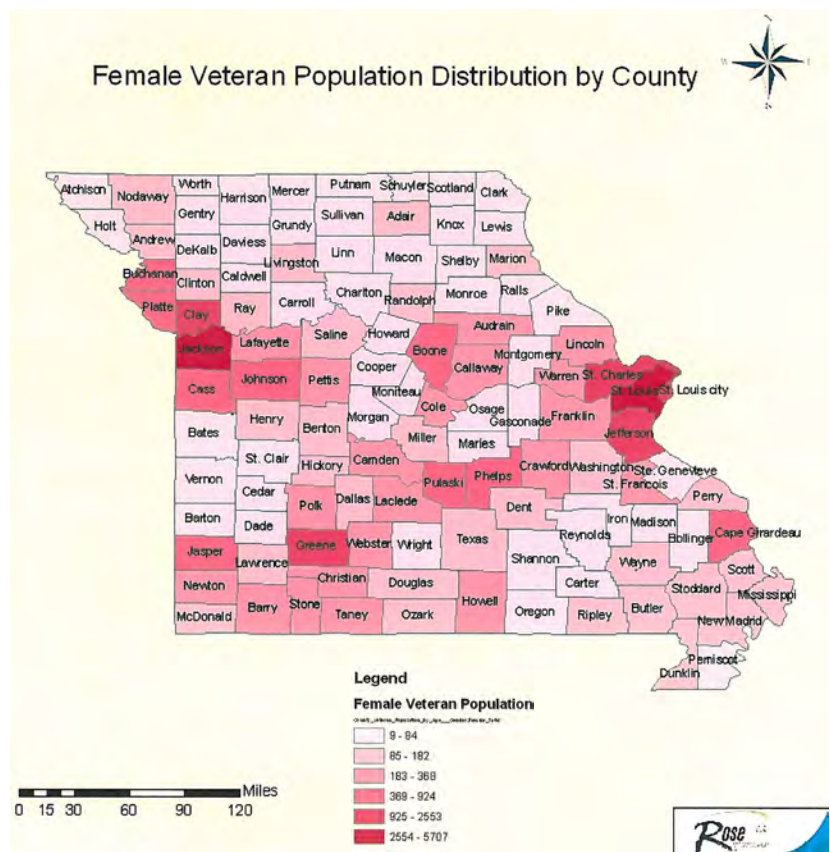 Female Veteran Population Distribution by County
N
W
E
S
Atchison
Nodaway
Worth
Harrison
Mercer
Putnam
Schuyler
Scotland
Clark
Holt
Gentry
Grundy
Sullivan
Adair
Knox
Lewis
Andrew
DeKalb
Daviess
Livingston
Linn
Macon
Shelby
Marion
Buchanan
Clinton
Caldwell
Carroll
Chariton
Randolph
Monroe
Ralls
Pike
Platte
Clay
Ray
Howard
Boone
Audrain
Lincoln
Jackson
Lafayette
Saline
Cooper
Callaway
Montgomery
Warren
St. Charles
St. Louis
St. Louis city
Cass
Johnson
Pettis
Moniteau
Cole
Osage
Gasconade
Franklin
Jefferson
Bates
Henry
Benton
Morgan
Miller
Maries
Vernon
St. Clair
Hickory
Camden
Pulaski
Phelps
Crawford
Washington
Ste. Genevieve
St. Francois
Perry
Barton
Cedar
Dade
Polk
Dallas
Laclede
Dent
Iron
Madison
Bollinger
Cape Girardeau
Jasper
Lawrence
Greene
Webster
Wright
Texas
Shannon
Reynolds
Wayne
Scott
Newton
Christian
Douglas
Carter
Stoddard
Mississippi
McDonald
Barry
Stone
Taney
Ozark
Howell
Oregon
Ripley
Butler
New Madrid
Dunklin
Pemiscot
Legend
Female Veteran Population
9 - 84
85 - 182
183 - 368
369 - 924
925 - 2553
2554 - 5707
Miles
0 15 30 60 90 120
Rose